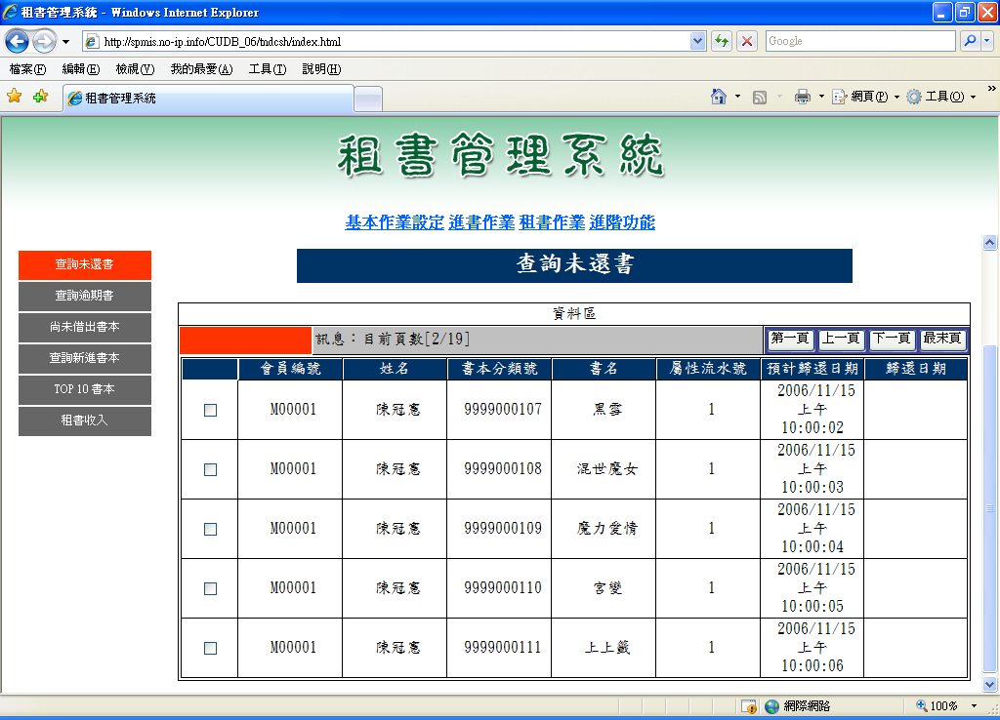 租書管理系統 - Windows Internet Explorer
http://spmis.no-ip.info/CUDB_06/tndcsh/index.html
Google
檔案(F) 編輯(E) 檢視(V) 我的最愛(A) 工具(T) 說明(H)
租書管理系統
網頁(P) 工具(O) »
租書管理系統
基本作業設定 進書作業 租書作業 進階功能
查詢未還書
查詢逾期書
尚未借出書本
查詢新進書本
TOP 10 書本
租書收入
查詢未還書
資料區
訊息：目前頁數[2/19] 第一頁 上一頁 下一頁 最末頁
會員編號 姓名 書本分類號 書名 屬性流水號 預計歸還日期 歸還日期
M00001 陳冠憲 9999000107 黑雪 1 2006/11/15 上午 10:00:02
M00001 陳冠憲 9999000108 混世魔女 1 2006/11/15 上午 10:00:03
M00001 陳冠憲 9999000109 魔力愛情 1 2006/11/15 上午 10:00:04
M00001 陳冠憲 9999000110 宮變 1 2006/11/15 上午 10:00:05
M00001 陳冠憲 9999000111 上上籤 1 2006/11/15 上午 10:00:06
網際網路 100%